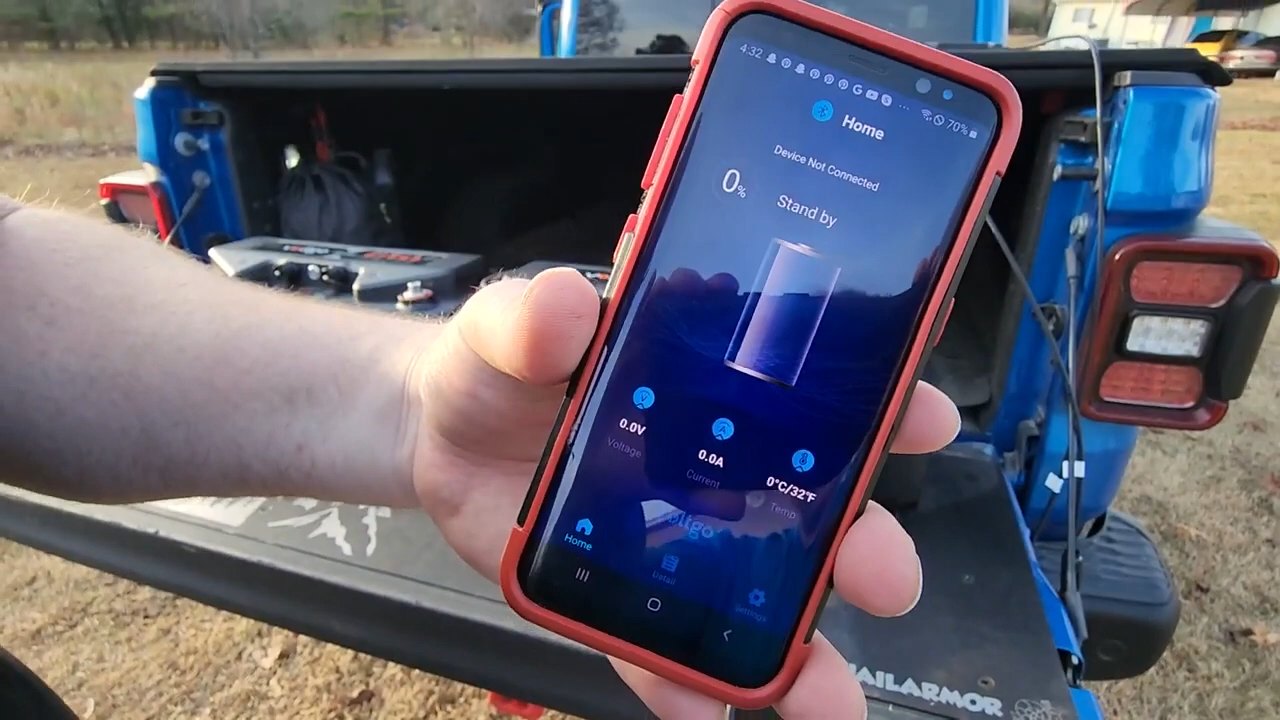 4:32
70%
Home
Device Not Connected
0%
Stand by
0.0V
Voltage
0.0A
Current
0°C/32°F
Temp
Home
Detail
Settings
AILARMOR